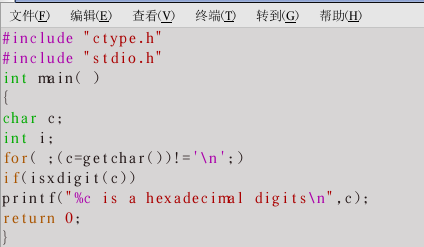 文件(F) 编辑(E) 查看(V) 终端(T) 转到(G) 帮助(H)
#include "ctype.h"
#include "stdio.h"
int main( )
{
char c;
int i;
for( ;(c=getchar())!='\n';)
if(isxdigit(c))
printf("%c is a hexadecimal digits\n",c);
return 0;
}